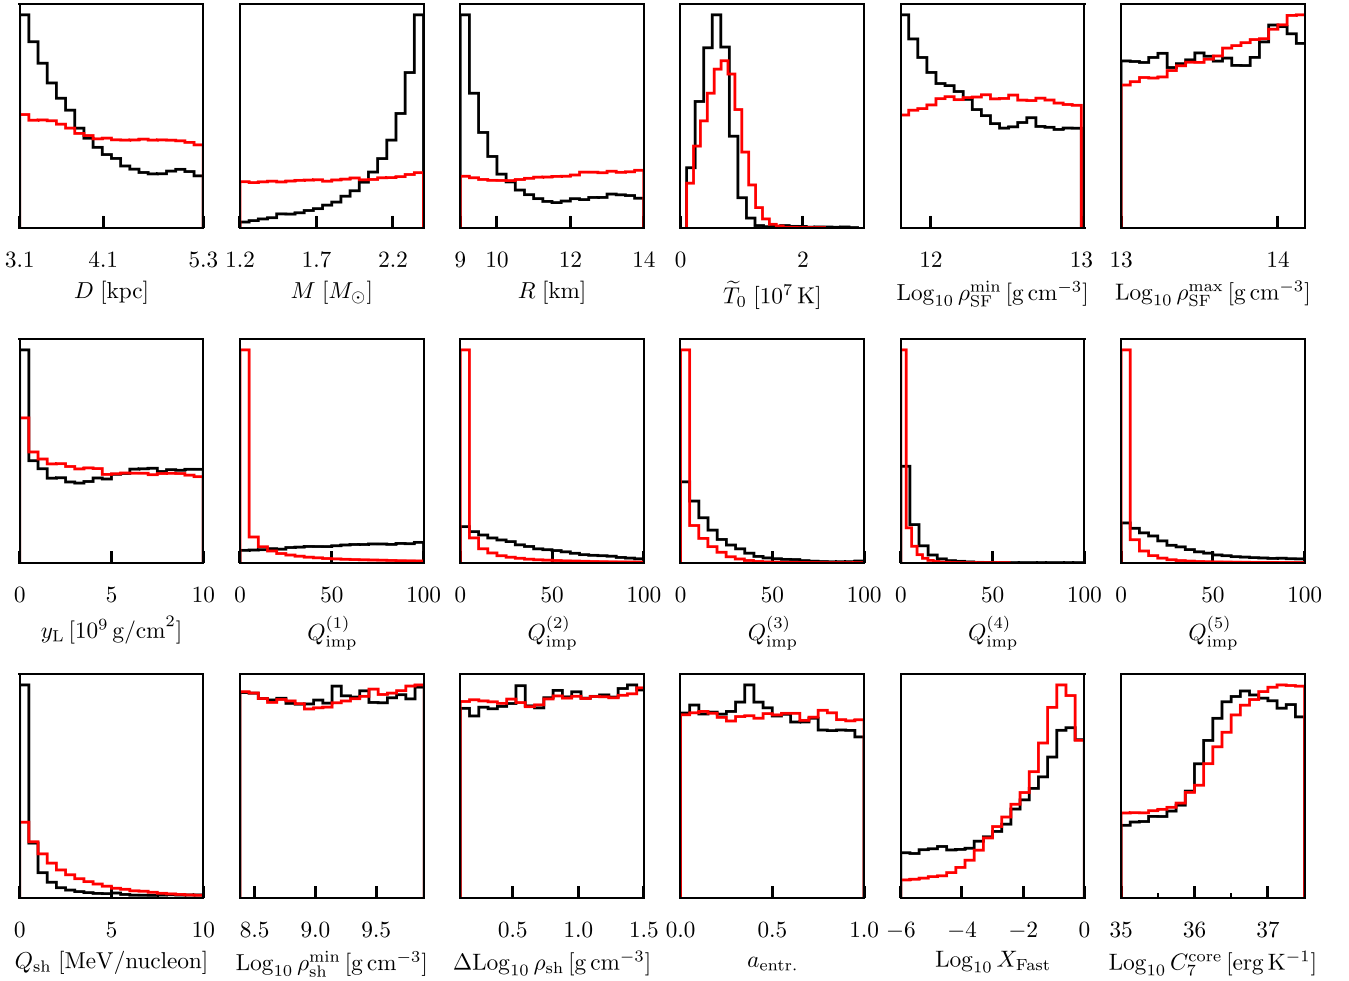 3.1 4.1 5.3 1.2 1.7 2.2 9 10 12 14 0 2 12 13 13 14
D [kpc] M [M⊙] R [km] T̃₀ [10⁷ K] Log₁₀ ρ_SF^min [g cm⁻³] Log₁₀ ρ_SF^max [g cm⁻³]
0 5 10 0 50 100 0 50 100 0 50 100 0 50 100 0 50 100
y_L [10⁹ g/cm²] Q_imp^(1) Q_imp^(2) Q_imp^(3) Q_imp^(4) Q_imp^(5)
0 5 10 8.5 9.0 9.5 0.5 1.0 1.5 0.0 0.5 1.0 −6 −4 −2 0 35 36 37
Q_sh [MeV/nucleon] Log₁₀ ρ_sh^min [g cm⁻³] ΔLog₁₀ ρ_sh [g cm⁻³] a_entr. Log₁₀ X_Fast Log₁₀ C₇^core [erg K⁻¹]